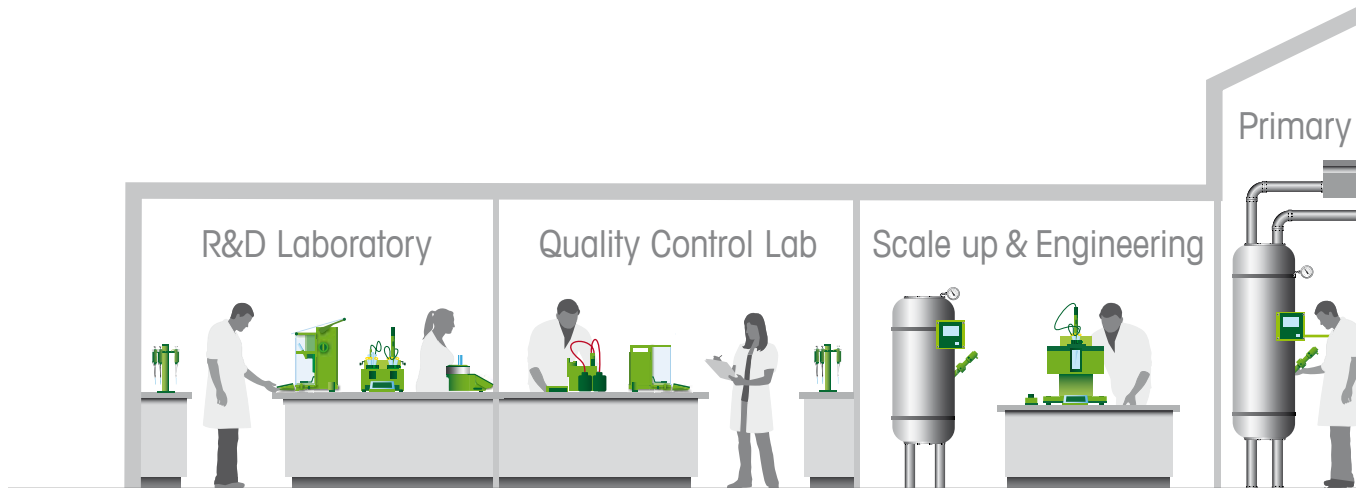 Primary
R&D Laboratory
Quality Control Lab
Scale up & Engineering